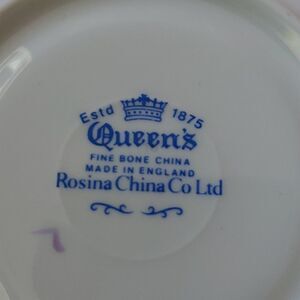 Estd 1875
Queen's
FINE BONE CHINA
MADE IN ENGLAND
Rosina China Co Ltd